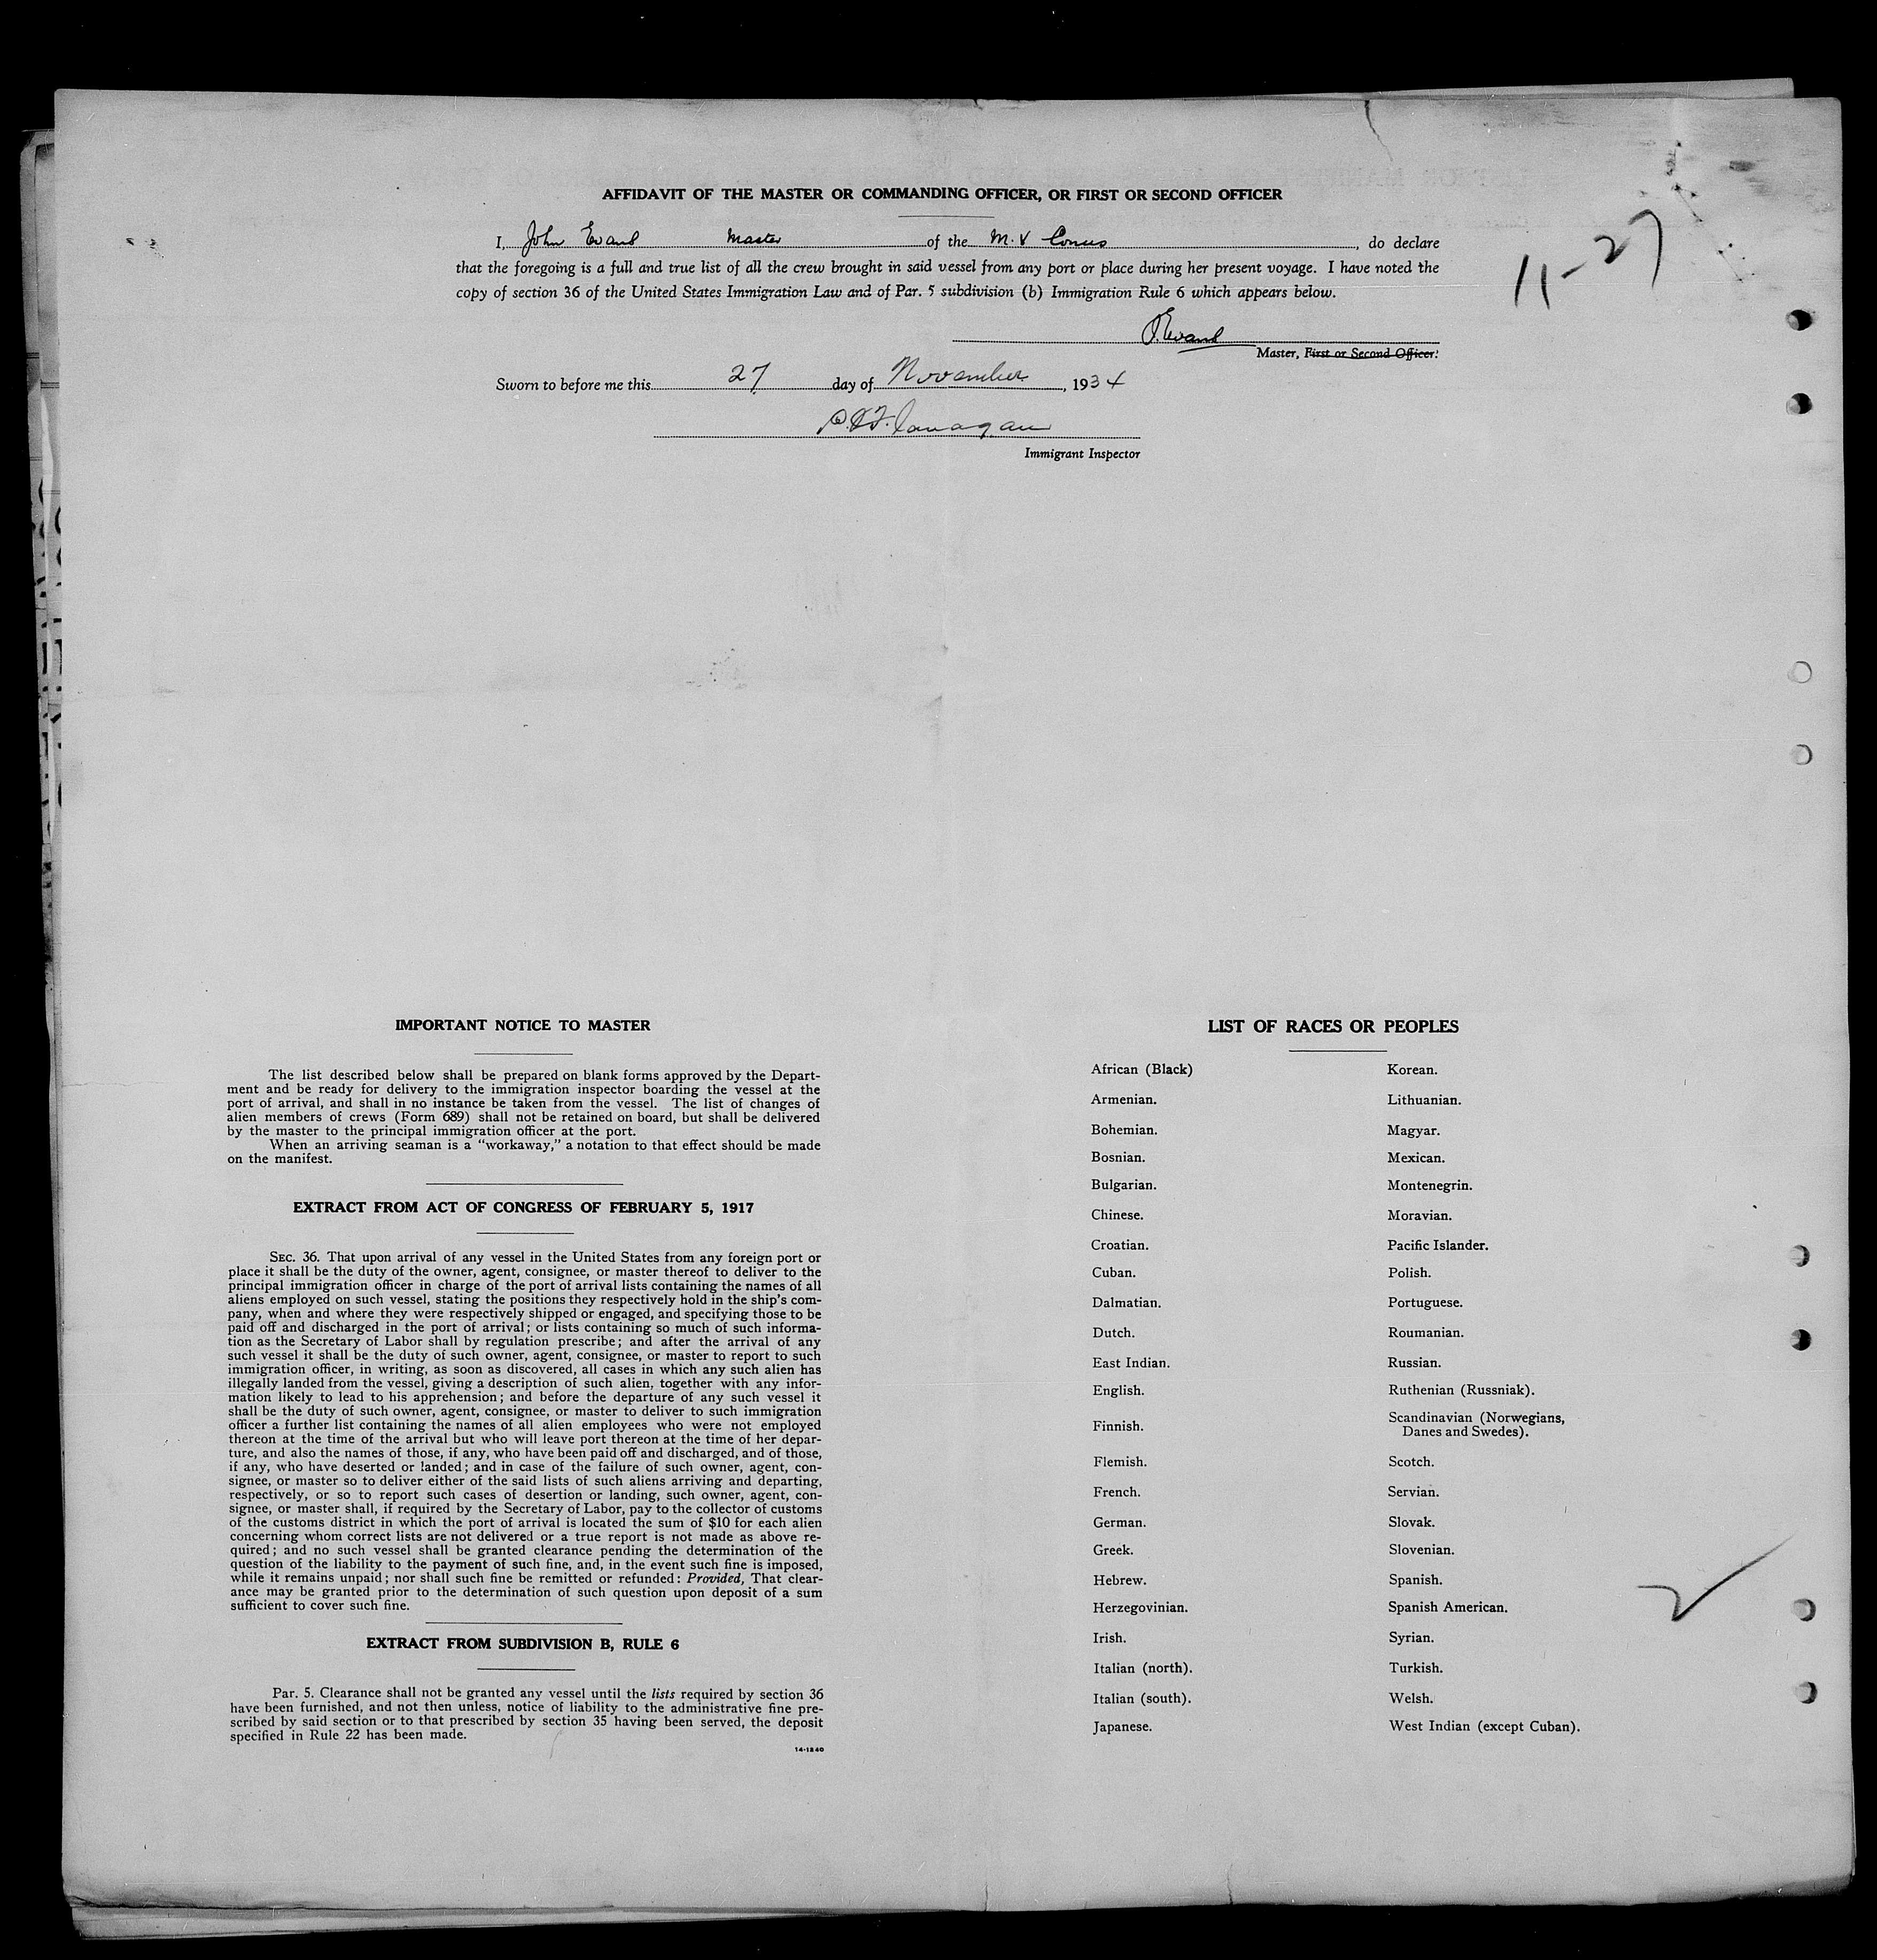 AFFIDAVIT OF THE MASTER OR COMMANDING OFFICER, OR FIRST OR SECOND OFFICER
I, John Evans Master of the M.V Conus, do declare
that the foregoing is a full and true list of all the crew brought in said vessel from any port or place during her present voyage. I have noted the
copy of section 36 of the United States Immigration Law and of Par. 5 subdivision (b) Immigration Rule 6 which appears below.
11-27
J. Evans
Master, First or Second Officer.
Sworn to before me this 27 day of November, 1934
Flanagan
Immigrant Inspector
IMPORTANT NOTICE TO MASTER
The list described below shall be prepared on blank forms approved by the Depart-
ment and be ready for delivery to the immigration inspector boarding the vessel at the
port of arrival, and shall in no instance be taken from the vessel. The list of changes of
alien members of crews (Form 689) shall not be retained on board, but shall be delivered
by the master to the principal immigration officer at the port.
When an arriving seaman is a "workaway," a notation to that effect should be made
on the manifest.
EXTRACT FROM ACT OF CONGRESS OF FEBRUARY 5, 1917
SEC. 36. That upon arrival of any vessel in the United States from any foreign port or
place it shall be the duty of the owner, agent, consignee, or master thereof to deliver to the
principal immigration officer in charge of the port of arrival lists containing the names of all
aliens employed on such vessel, stating the positions they respectively hold in the ship's com-
pany, when and where they were respectively shipped or engaged, and specifying those to be
paid off and discharged in the port of arrival; or lists containing so much of such informa-
tion as the Secretary of Labor shall by regulation prescribe; and after the arrival of any
such vessel it shall be the duty of such owner, agent, consignee, or master to report to such
immigration officer, in writing, as soon as discovered, all cases in which any such alien has
illegally landed from the vessel, giving a description of such alien, together with any infor-
mation likely to lead to his apprehension; and before the departure of any such vessel it
shall be the duty of such owner, agent, consignee, or master to deliver to such immigration
officer a further list containing the names of all alien employees who were not employed
thereon at the time of the arrival but who will leave port thereon at the time of her depar-
ture, and also the names of those, if any, who have been paid off and discharged, and of those,
if any, who have deserted or landed; and in case of the failure of such owner, agent, con-
signee, or master so to deliver either of the said lists of such aliens arriving and departing,
respectively, or so to report such cases of desertion or landing, such owner, agent, con-
signee, or master shall, if required by the Secretary of Labor, pay to the collector of customs
of the customs district in which the port of arrival is located the sum of $10 for each alien
concerning whom correct lists are not delivered or a true report is not made as above re-
quired; and no such vessel shall be granted clearance pending the determination of the
question of the liability to the payment of such fine, and, in the event such fine is imposed,
while it remains unpaid; nor shall such fine be remitted or refunded: Provided, That clear-
ance may be granted prior to the determination of such question upon deposit of a sum
sufficient to cover such fine.
EXTRACT FROM SUBDIVISION B, RULE 6
Par. 5. Clearance shall not be granted any vessel until the lists required by section 36
have been furnished, and not then unless, notice of liability to the administrative fine pre-
scribed by said section or to that prescribed by section 35 having been served, the deposit
specified in Rule 22 has been made.
14-1240
LIST OF RACES OR PEOPLES
African (Black)
Armenian.
Bohemian.
Bosnian.
Bulgarian.
Chinese.
Croatian.
Cuban.
Dalmatian.
Dutch.
East Indian.
English.
Finnish.
Flemish.
French.
German.
Greek.
Hebrew.
Herzegovinian.
Irish.
Italian (north).
Italian (south).
Japanese.
Korean.
Lithuanian.
Magyar.
Mexican.
Montenegrin.
Moravian.
Pacific Islander.
Polish.
Portuguese.
Roumanian.
Russian.
Ruthenian (Russniak).
Scandinavian (Norwegians,
Danes and Swedes).
Scotch.
Servian.
Slovak.
Slovenian.
Spanish.
Spanish American.
Syrian.
Turkish.
Welsh.
West Indian (except Cuban).